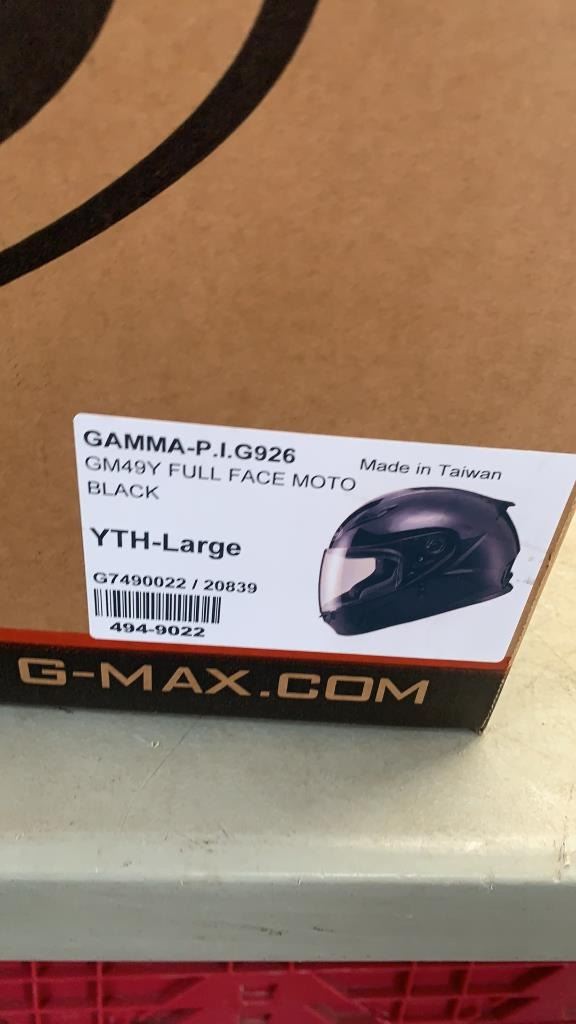 GAMMA-P.I.G926
GM49Y FULL FACE MOTO
BLACK
Made in Taiwan
YTH-Large
G7490022 / 20839
494-9022
G-MAX.COM